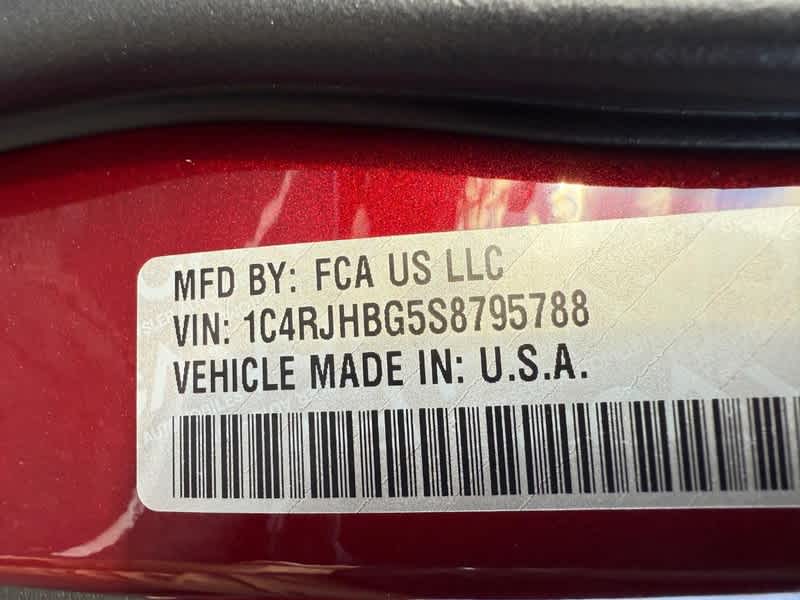 MFD BY: FCA US LLC
VIN: 1C4RJHBG5S8795788
VEHICLE MADE IN: U.S.A.